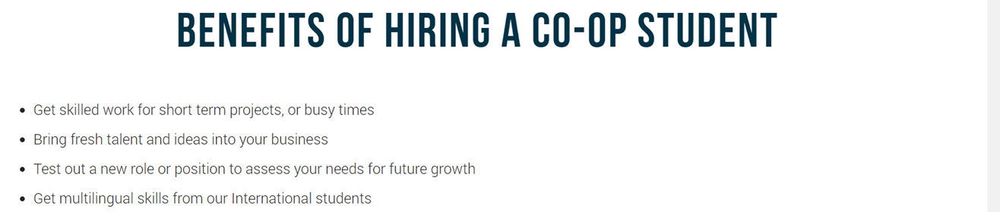 BENEFITS OF HIRING A CO-OP STUDENT
• Get skilled work for short term projects, or busy times
• Bring fresh talent and ideas into your business
• Test out a new role or position to assess your needs for future growth
• Get multilingual skills from our International students